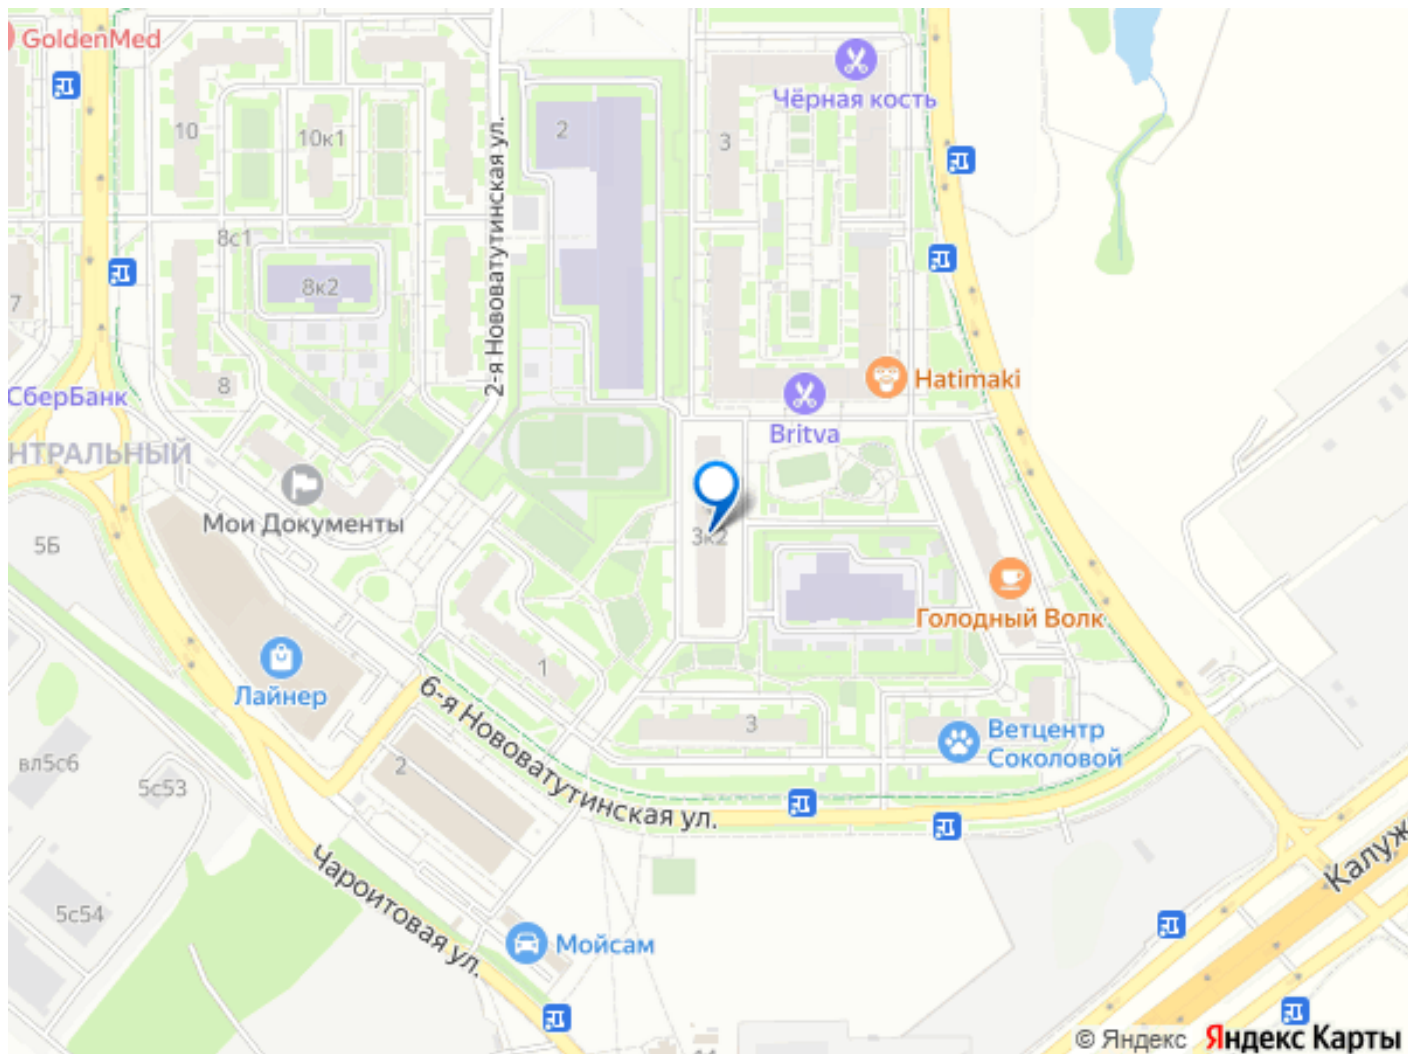 GoldenMed
Чёрная кость
10
10к1
2
3
2-я Нововатутинская ул.
8с1
8к2
7
8
СберБанк
Hatimaki
Britva
НТРАЛЬНЫЙ
Мои Документы
5Б
3к2
Голодный Волк
1
Лайнер
6-я Нововатутинская ул.
3
Ветцентр
Соколовой
вл5с6
5с53
2
Чароитовая ул.
Калуж
5с54
Мойсам
© Яндекс Яндекс Карты